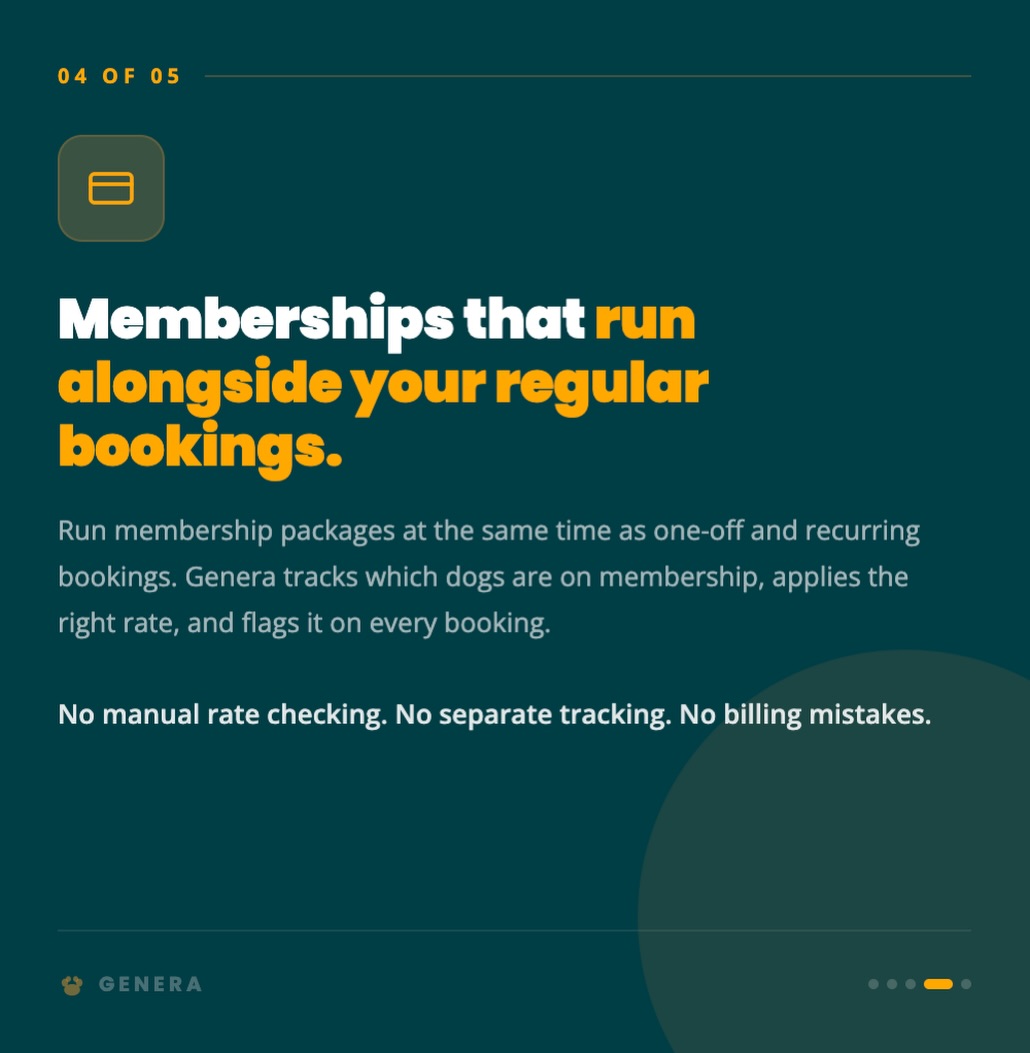 04 OF 05
Memberships that run
alongside your regular
bookings.
Run membership packages at the same time as one-off and recurring
bookings. Genera tracks which dogs are on membership, applies the
right rate, and flags it on every booking.
No manual rate checking. No separate tracking. No billing mistakes.
GENERA